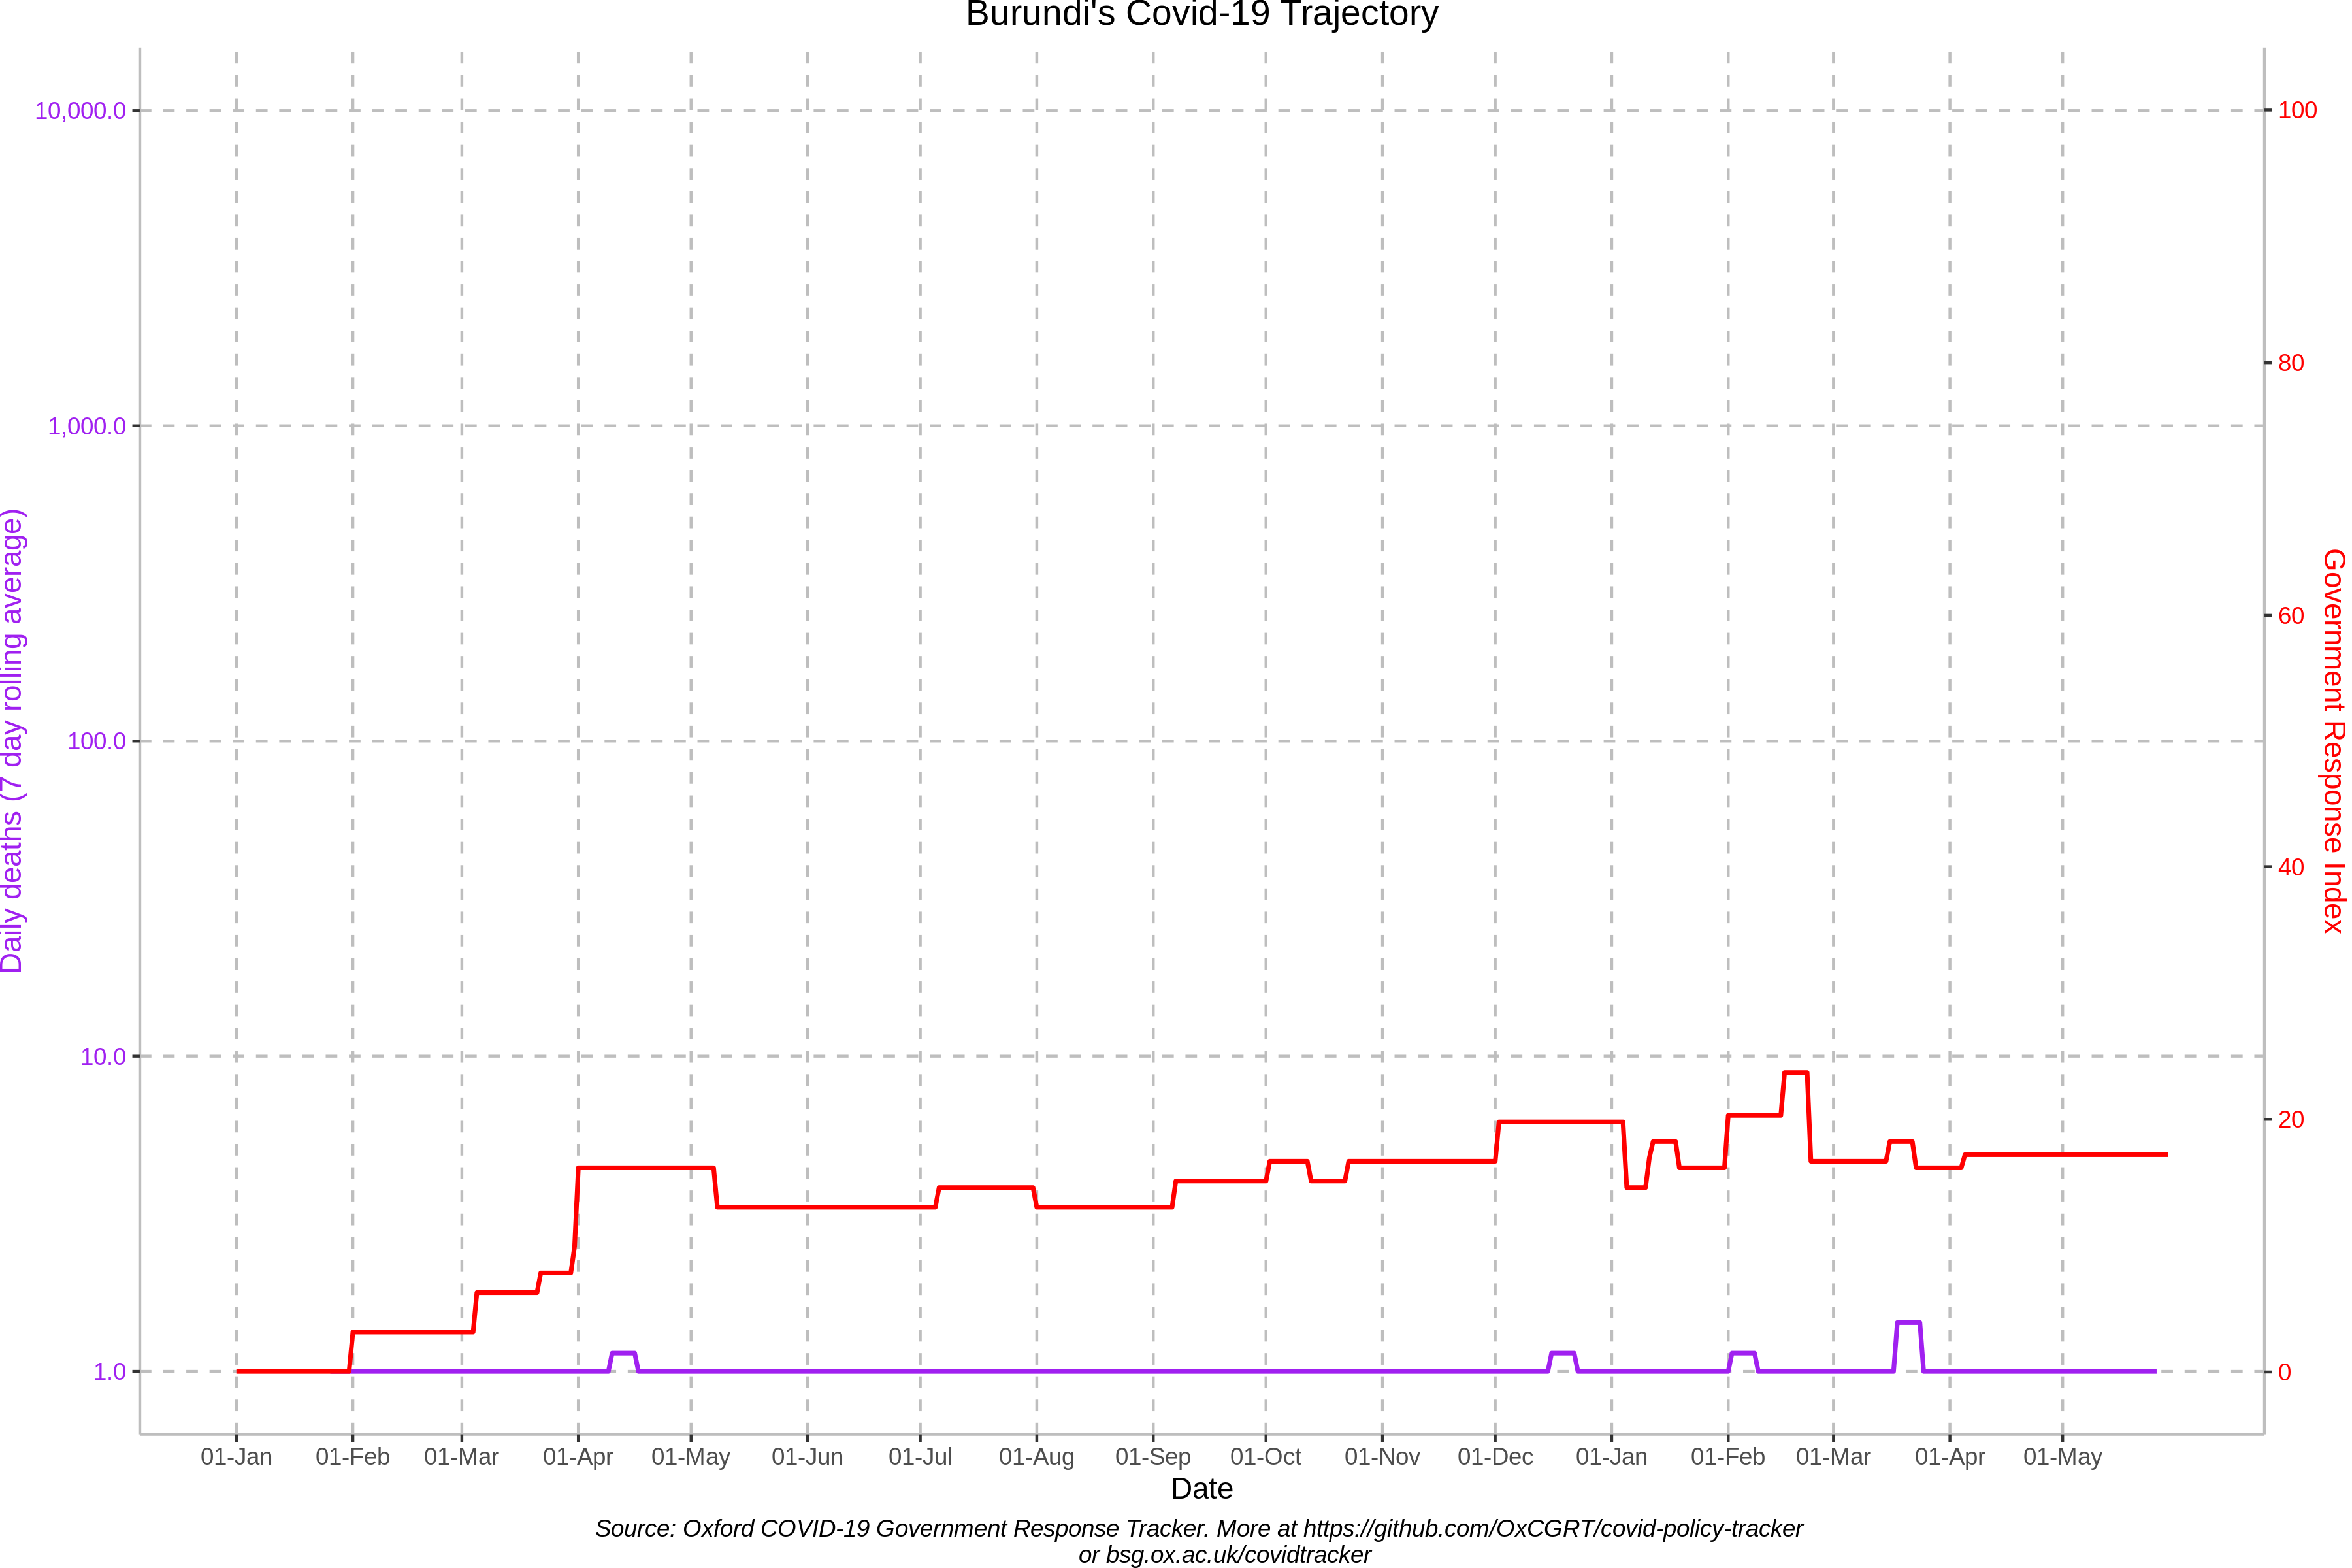 Burundi's Covid-19 Trajectory
10,000.0
1,000.0
100.0
10.0
1.0
Daily deaths (7 day rolling average)
100
80
60
40
20
0
Government Response Index
01-Jan 01-Feb 01-Mar 01-Apr 01-May 01-Jun 01-Jul 01-Aug 01-Sep 01-Oct 01-Nov 01-Dec 01-Jan 01-Feb 01-Mar 01-Apr 01-May
Date
Source: Oxford COVID-19 Government Response Tracker. More at https://github.com/OxCGRT/covid-policy-tracker
or bsg.ox.ac.uk/covidtracker